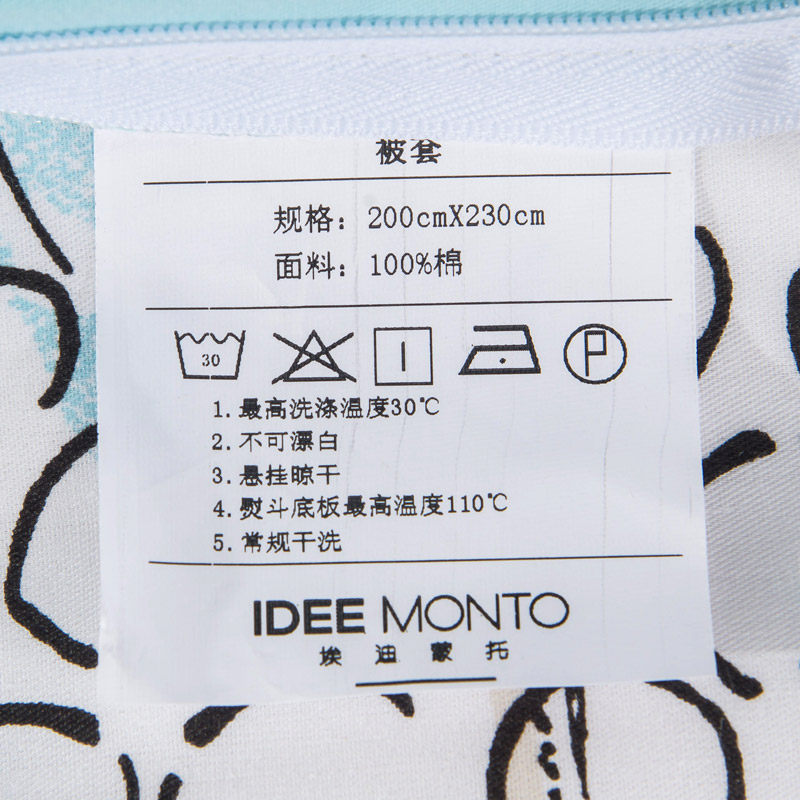 被套
规格：200cmX230cm
面料：100%棉
30
P
1.最高洗涤温度30℃
2.不可漂白
3.悬挂晾干
4.熨斗底板最高温度110℃
5.常规干洗
IDEE MONTO
埃迪蒙托